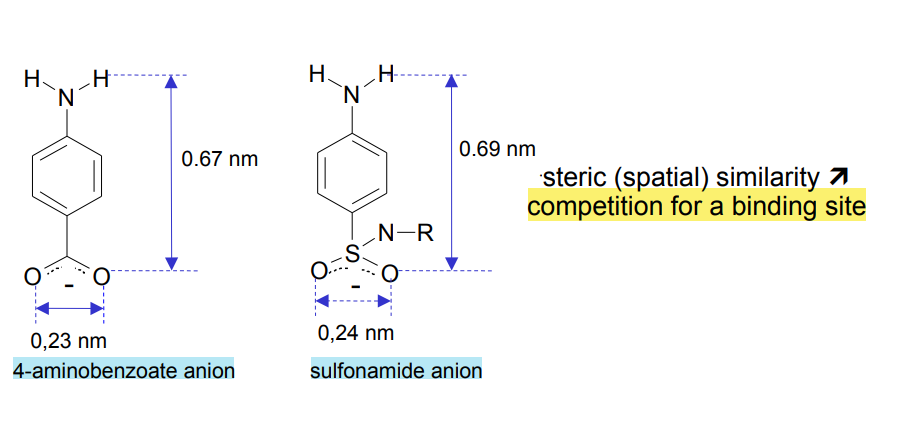 H H
N
0.67 nm
O - O
0,23 nm
4-aminobenzoate anion
H H
N
0.69 nm
N–R
S
O - O
0,24 nm
sulfonamide anion
steric (spatial) similarity ↗
competition for a binding site